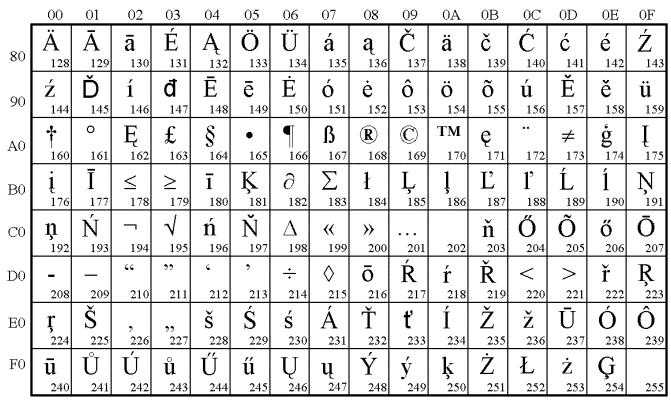 00 01 02 03 04 05 06 07 08 09 0A 0B 0C 0D 0E 0F
80 Ä Ā ā É Ą Ö Ü á ą Č ä č Ć ć é Ź
128 129 130 131 132 133 134 135 136 137 138 139 140 141 142 143
90 ź Ď í ď Ē ē Ė ó ė ô ö õ ú Ě ě ü
144 145 146 147 148 149 150 151 152 153 154 155 156 157 158 159
A0 † ° Ę £ § • ¶ ß ® © ™ ę ¨ ≠ ģ Į
160 161 162 163 164 165 166 167 168 169 170 171 172 173 174 175
B0 į Ī ≤ ≥ ī Ķ ∂ Σ ł Ļ ļ Ľ ľ Ĺ ĺ Ņ
176 177 178 179 180 181 182 183 184 185 186 187 188 189 190 191
C0 ņ Ń ¬ √ ń Ň Δ « » … ň Ő Õ ő Ō
192 193 194 195 196 197 198 199 200 201 202 203 204 205 206 207
D0 - – “ ” ‘ ’ ÷ ◊ ō Ŕ ŕ Ř < > ř Ŗ
208 209 210 211 212 213 214 215 216 217 218 219 220 221 222 223
E0 ŗ Š ‚ „ š Ś ś Á Ť ť Í Ž ž Ū Ó Ô
224 225 226 227 228 229 230 231 232 233 234 235 236 237 238 239
F0 ū Ů Ú ů Ű ű Ų ų Ý ý ķ Ż Ł ż Ģ
240 241 242 243 244 245 246 247 248 249 250 251 252 253 254 255